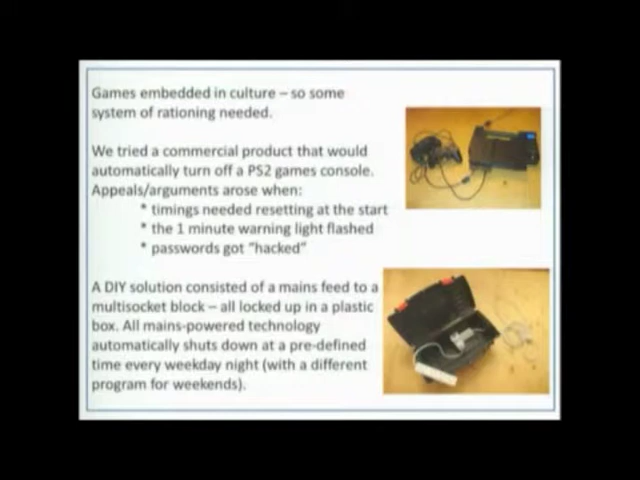 Games embedded in culture – so some
system of rationing needed.
We tried a commercial product that would
automatically turn off a PS2 games console.
Appeals/arguments arose when:
* timings needed resetting at the start
* the 1 minute warning light flashed
* passwords got "hacked"
A DIY solution consisted of a mains feed to a
multisocket block – all locked up in a plastic
box. All mains-powered technology
automatically shuts down at a pre-defined
time every weekday night (with a different
program for weekends).